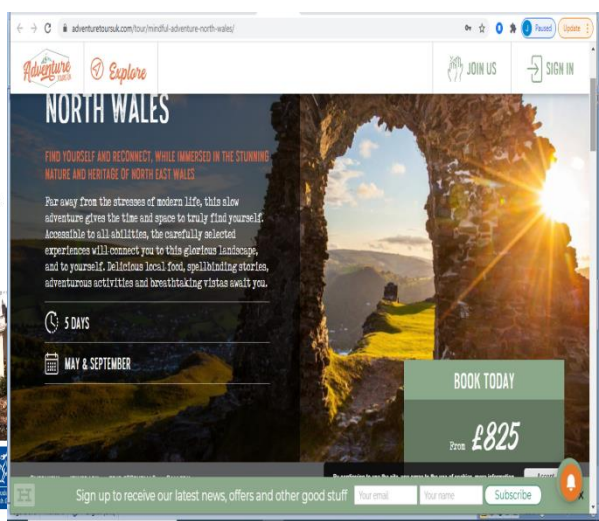 adventuretoursuk.com/tour/mindful-adventure-north-wales/
Paused
Update
Adventure
Explore
JOIN US
SIGN IN
NORTH WALES
FIND YOURSELF AND RECONNECT, WHILE IMMERSED IN THE STUNNING
NATURE AND HERITAGE OF NORTH EAST WALES
Far away from the stresses of modern life, this slow
adventure gives the time and space to truly find yourself.
Accessible to all abilities, the carefully selected
experiences will connect you to this glorious landscape,
and to yourself. Delicious local food, spellbinding stories,
adventurous activities and breathtaking vistas await you.
5 DAYS
MAY & SEPTEMBER
BOOK TODAY
From £825
Sign up to receive our latest news, offers and other good stuff
Your email
Your name
Subscribe
X